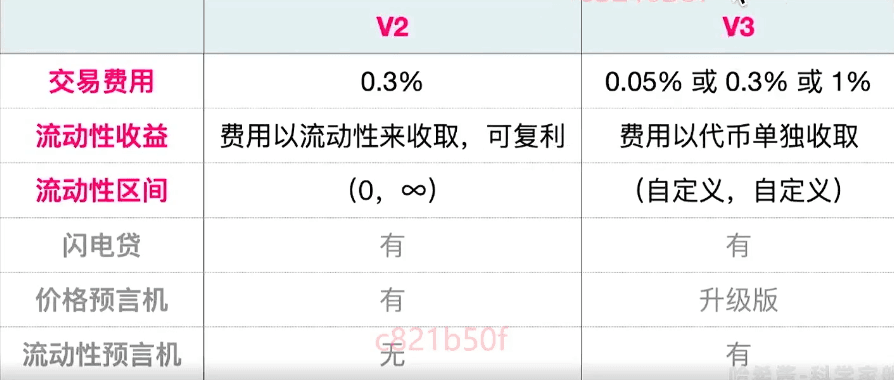 V2 V3
交易费用 0.3% 0.05% 或 0.3% 或 1%
流动性收益 费用以流动性来收取，可复利 费用以代币单独收取
流动性区间 （0，∞） （自定义，自定义）
闪电贷 有 有
价格预言机 有 升级版
流动性预言机 无 有
c821b50f